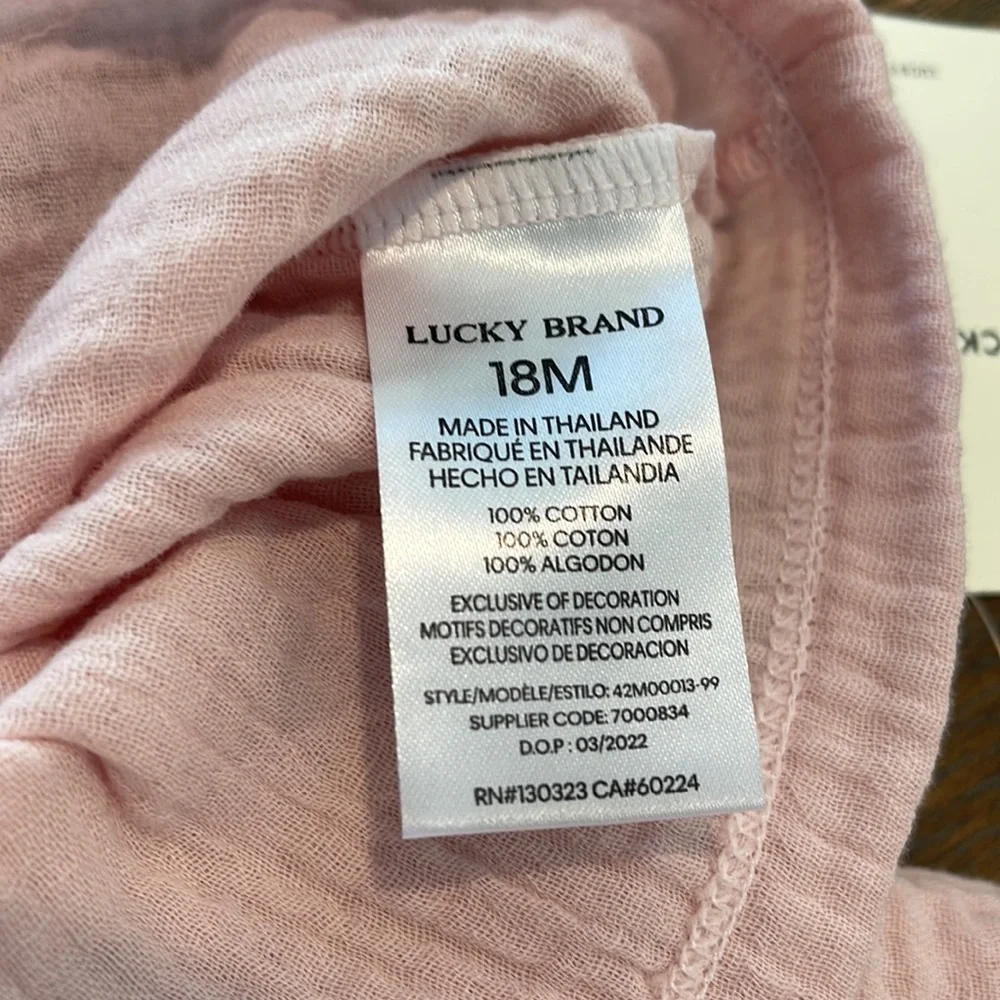 LUCKY BRAND
18M
MADE IN THAILAND
FABRIQUÉ EN THAILANDE
HECHO EN TAILANDIA
100% COTTON
100% COTON
100% ALGODON
EXCLUSIVE OF DECORATION
MOTIFS DECORATIFS NON COMPRIS
EXCLUSIVO DE DECORACION
STYLE/MODÈLE/ESTILO: 42M00013-99
SUPPLIER CODE: 7000834
D.O.P : 03/2022
RN#130323 CA#60224